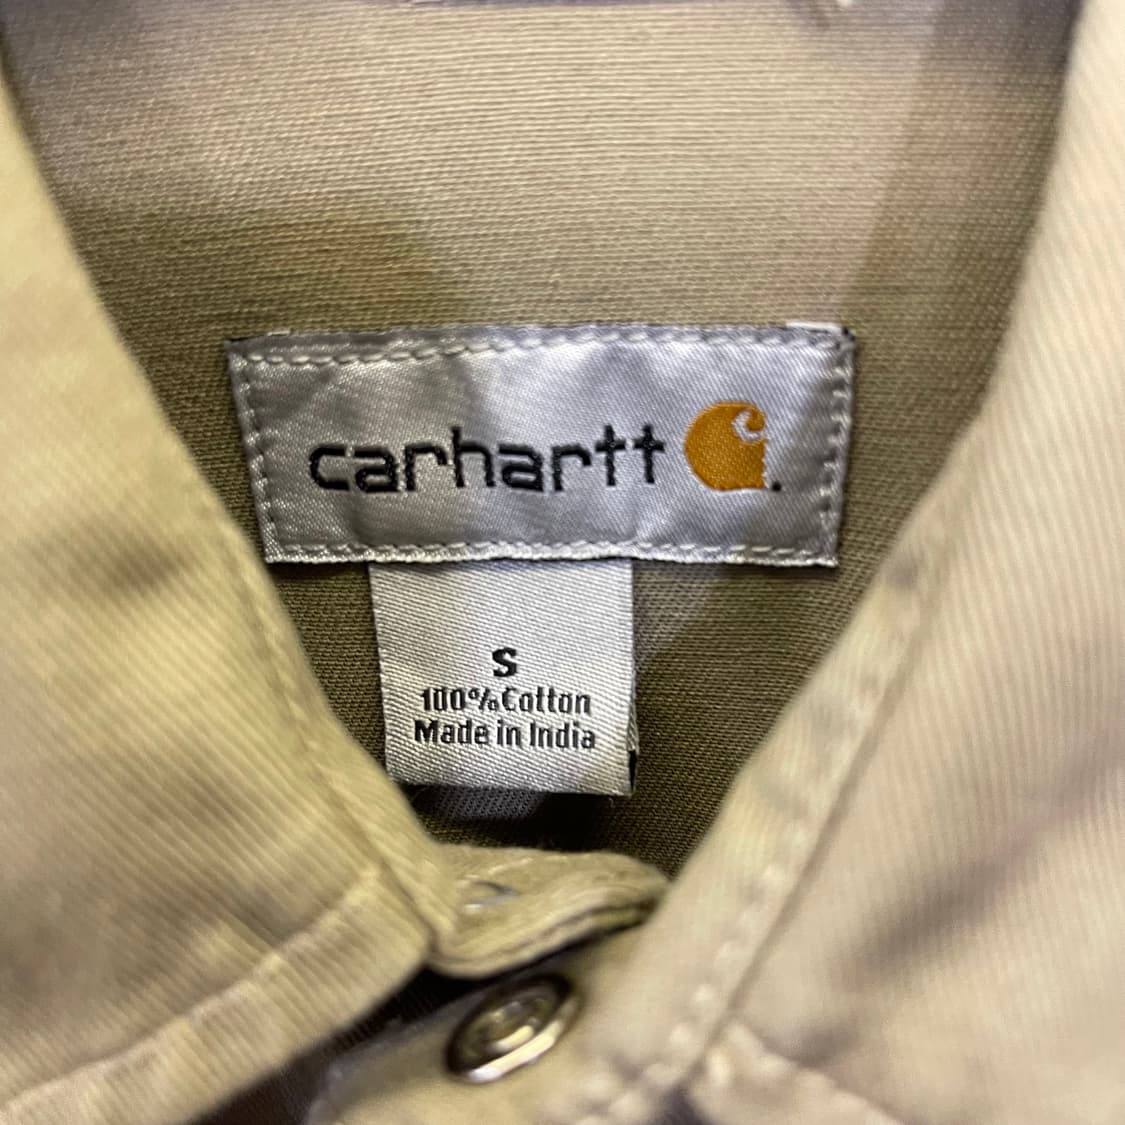 carhartt
S
100% Cotton
Made in India